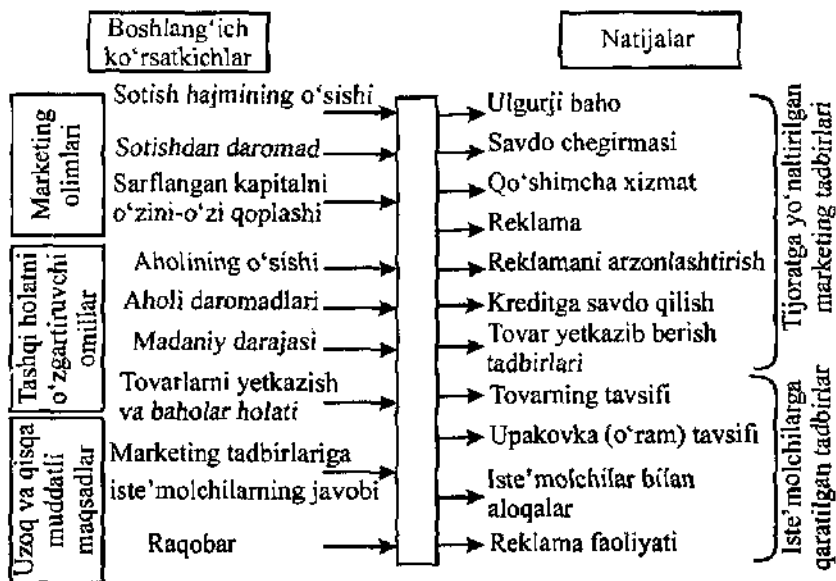 Boshlang‘ich
ko‘rsatkichlar
Natijalar
Marketing
olimlari
Sotish hajmining o‘sishi
Sotishdan daromad
Sarflangan kapitalni
o‘zini-o‘zi qoplashi
Tashqi holatni
o‘zgartiruvchi
omillar
Aholining o‘sishi
Aholi daromadlari
Madaniy darajasi
Tovarlarni yetkazish
va baholar holati
Uzoq va qisqa
muddatli
maqsadlar
Marketing tadbirlariga
iste’molchilarning javobi
Raqobar
Ulgurji baho
Savdo chegirmasi
Qo‘shimcha xizmat
Reklama
Reklamani arzonlashtirish
Kreditga savdo qilish
Tovar yetkazib berish
tadbirlari
Tovarning tavsifi
Upakovka (o‘ram) tavsifi
Iste’molchilar bilan
aloqalar
Reklama faoliyati
Tijoratga yo‘naltirilgan
marketing tadbirlari
Iste’molchilarga
qaratilgan tadbirlar